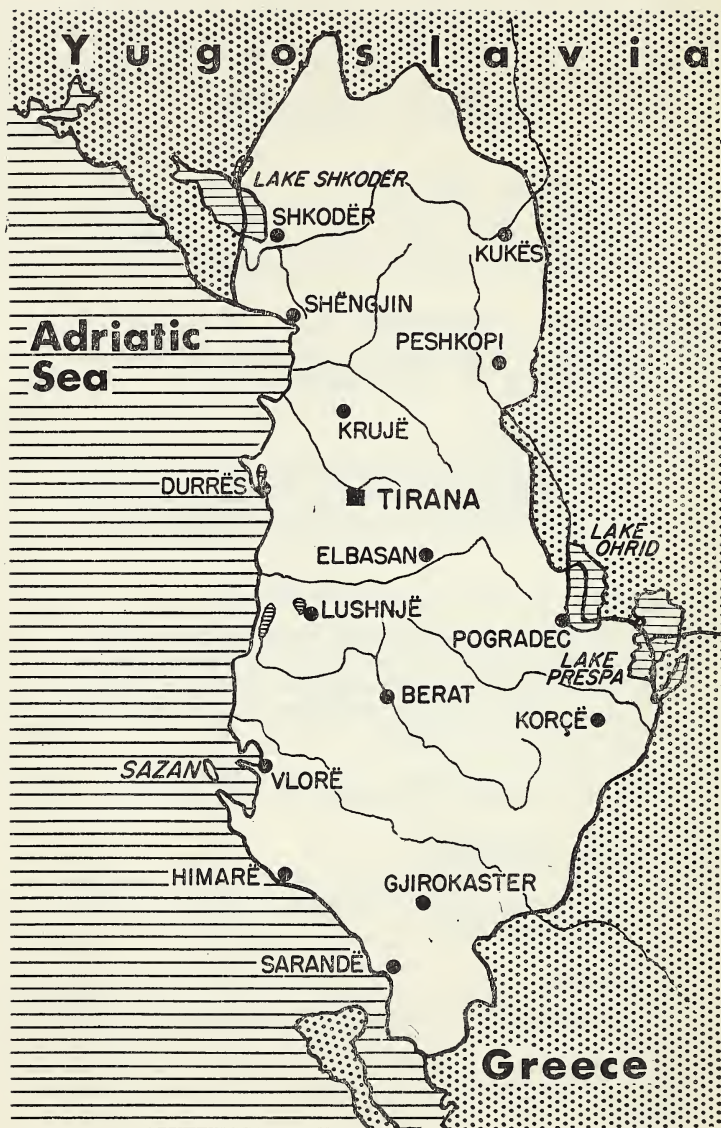 Yugoslavia
LAKE SHKODËR
SHKODËR
KUKËS
SHËNGJIN
Adriatic
Sea
PESHKOPI
KRUJË
DURRËS
TIRANA
LAKE
OHRID
ELBASAN
LUSHNJË
POGRADEC
LAKE
PRESPA
BERAT
KORÇË
SAZAN
VLORË
HIMARË
GJIROKASTER
SARANDË
Greece